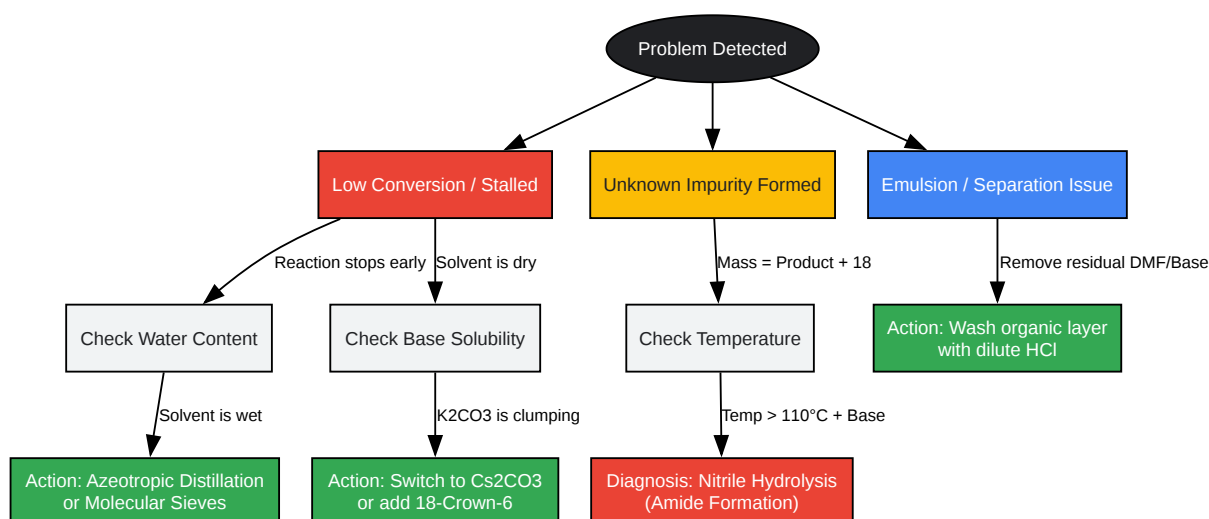 Problem Detected
Low Conversion / Stalled
Unknown Impurity Formed
Emulsion / Separation Issue
Reaction stops early
Solvent is dry
Mass = Product + 18
Remove residual DMF/Base
Check Water Content
Check Base Solubility
Check Temperature
Action: Wash organic layer
with dilute HCl
Solvent is wet
K2CO3 is clumping
Temp > 110°C + Base
Action: Azeotropic Distillation
or Molecular Sieves
Action: Switch to Cs2CO3
or add 18-Crown-6
Diagnosis: Nitrile Hydrolysis
(Amide Formation)